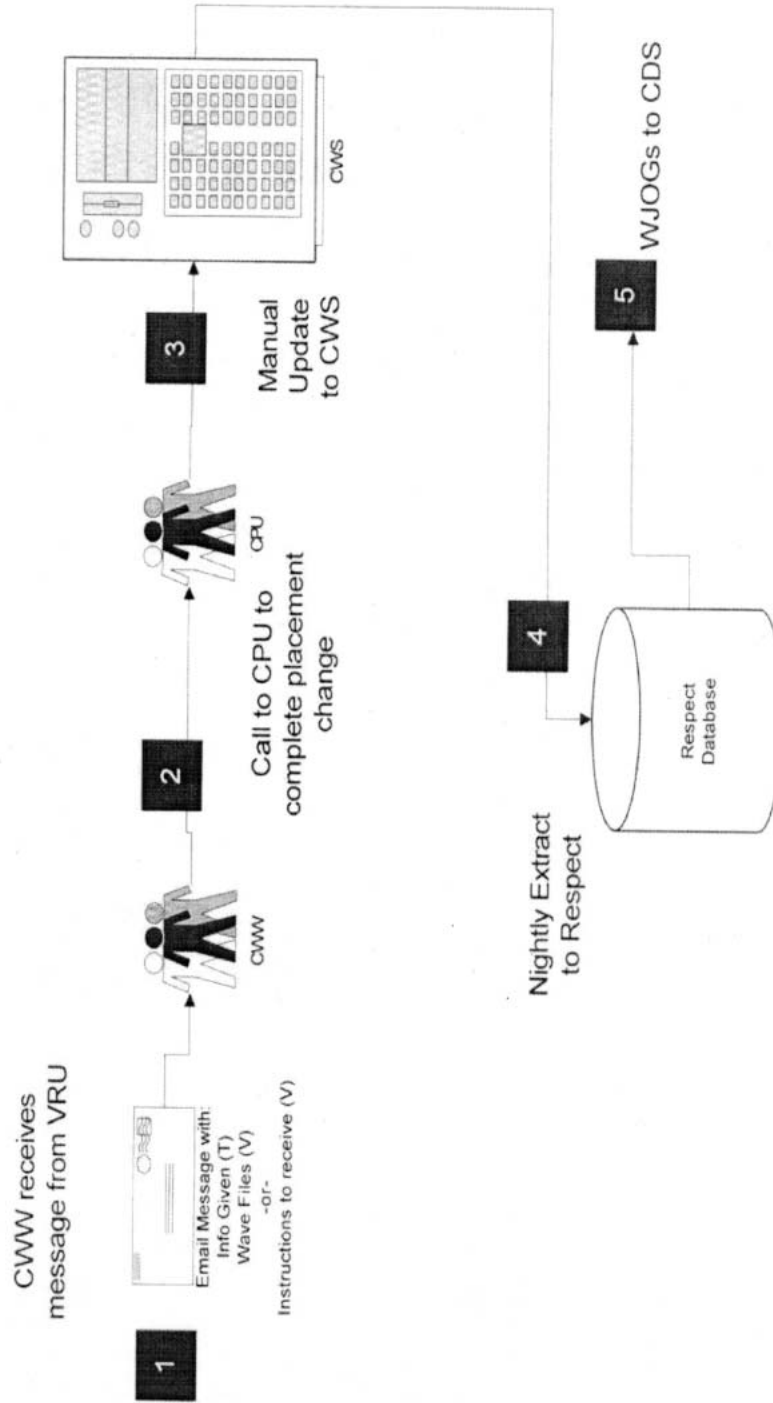 CWW receives
message from VRU
1
Email Message with:
Info Given (T)
Wave Files (V)
-or-
Instructions to receive (V)
CWW
2
Call to CPU to
complete placement
change
CPU
3
Manual
Update
to CWS
CWS
4
Nightly Extract
to Respect
Respect
Database
5
WJOGs to CDS